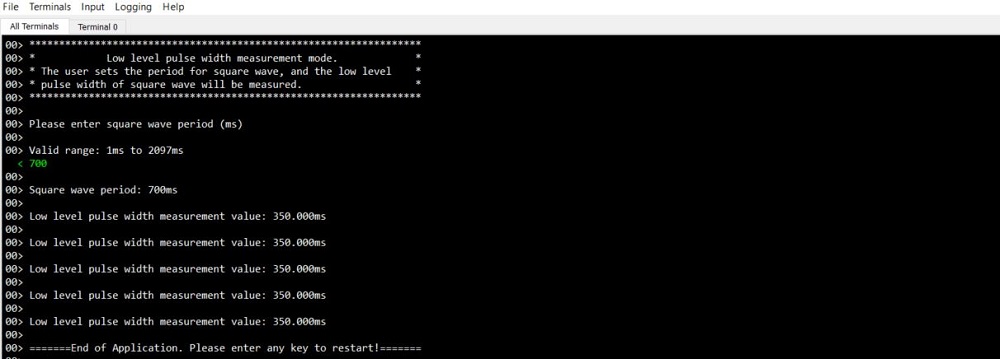 File Terminals Input Logging Help
All Terminals Terminal 0
00> ******************************************************************
00> * Low level pulse width measurement mode. *
00> * The user sets the period for square wave, and the low level *
00> * pulse width of square wave will be measured. *
00> ******************************************************************
00>
00> Please enter square wave period (ms)
00>
00> Valid range: 1ms to 2097ms
< 700
00>
00> Square wave period: 700ms
00>
00> Low level pulse width measurement value: 350.000ms
00>
00> Low level pulse width measurement value: 350.000ms
00>
00> Low level pulse width measurement value: 350.000ms
00>
00> Low level pulse width measurement value: 350.000ms
00>
00> Low level pulse width measurement value: 350.000ms
00>
00> =======End of Application. Please enter any key to restart!=======